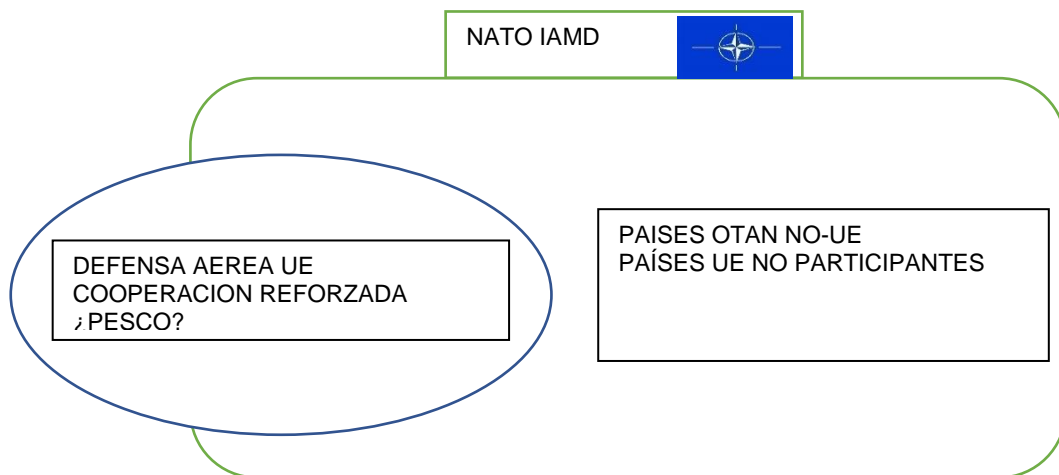 NATO IAMD
DEFENSA AEREA UE
COOPERACION REFORZADA
¿PESCO?
PAISES OTAN NO-UE
PAÍSES UE NO PARTICIPANTES